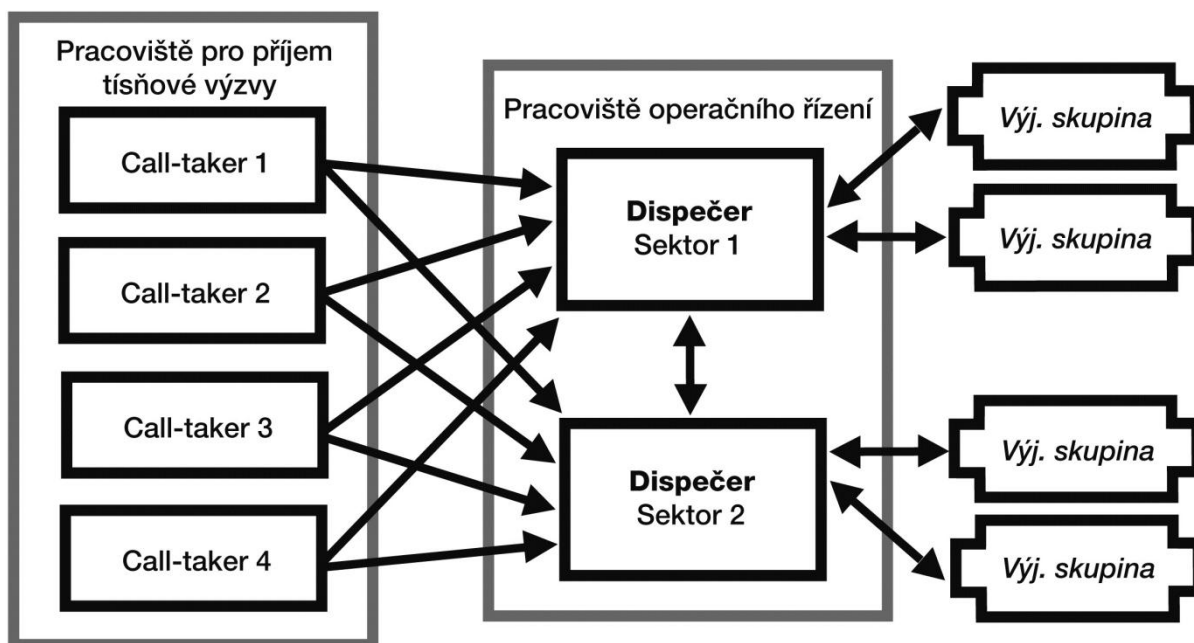 Pracoviště pro příjem
tísňové výzvy
Call-taker 1
Call-taker 2
Call-taker 3
Call-taker 4
Pracoviště operačního řízení
Dispečer
Sektor 1
Dispečer
Sektor 2
Výj. skupina
Výj. skupina
Výj. skupina
Výj. skupina